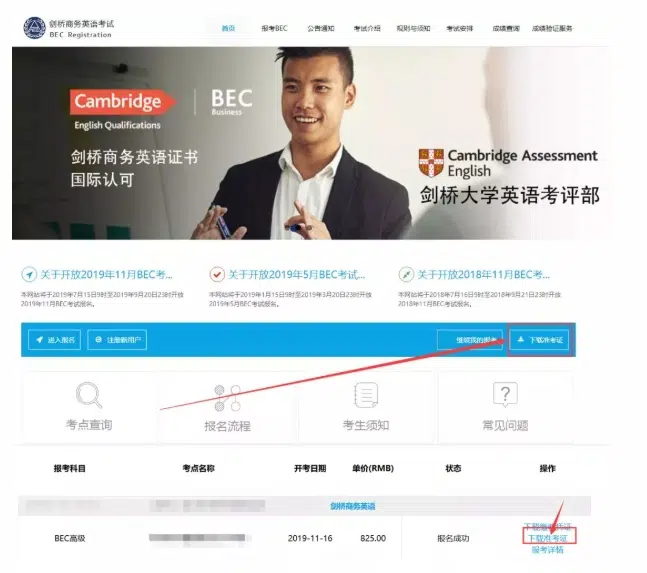 剑桥商务英语考试
BEC Registration
首页 报考BEC 公告通知 考试介绍 规则与须知 考试安排 成绩查询 成绩验证服务
Cambridge
English Qualifications
BEC
Business
剑桥商务英语证书
国际认可
Cambridge Assessment
English
剑桥大学英语考评部
关于开放2019年11月BEC考...
关于开放2019年5月BEC考试...
关于开放2018年11月BEC考...
本网站将于2019年7月15日9时至2019年9月20日23时开放
2019年11月BEC考试报名。
本网站将于2019年1月15日9时至2019年3月20日23时开放
2019年5月BEC考试报名。
本网站将于2018年7月16日9时至2018年9月21日23时开放
2018年11月BEC考试报名。
进入报名 注册新用户 继续我的报考 下载准考证
考点查询 报名流程 考生须知 常见问题
报考科目 考点名称 开考日期 单价(RMB) 状态 操作
剑桥商务英语
BEC高级 2019-11-16 825.00 报名成功
下载准考证
报考详情